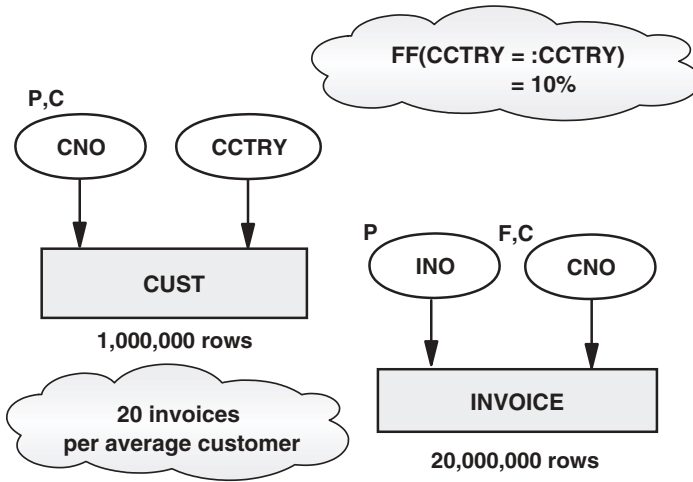 FF(CCTRY = :CCTRY)
= 10%
P,C
CNO
CCTRY
CUST
1,000,000 rows
P
F,C
INO
CNO
INVOICE
20,000,000 rows
20 invoices
per average customer